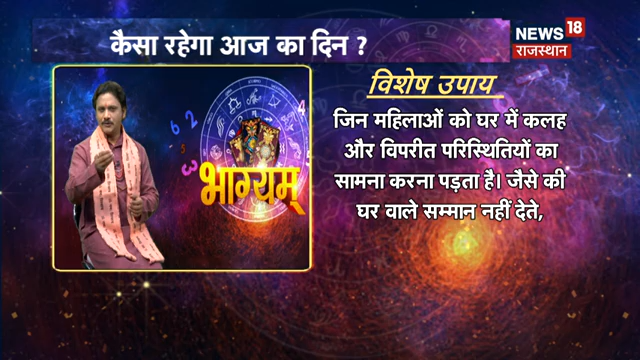 कैसा रहेगा आज का दिन ?
NEWS 18
राजस्थान
विशेष उपाय
जिन महिलाओं को घर में कलह
और विपरीत परिस्थितियों का
सामना करना पड़ता है। जैसे की
घर वाले सम्मान नहीं देते,
भाग्यम्